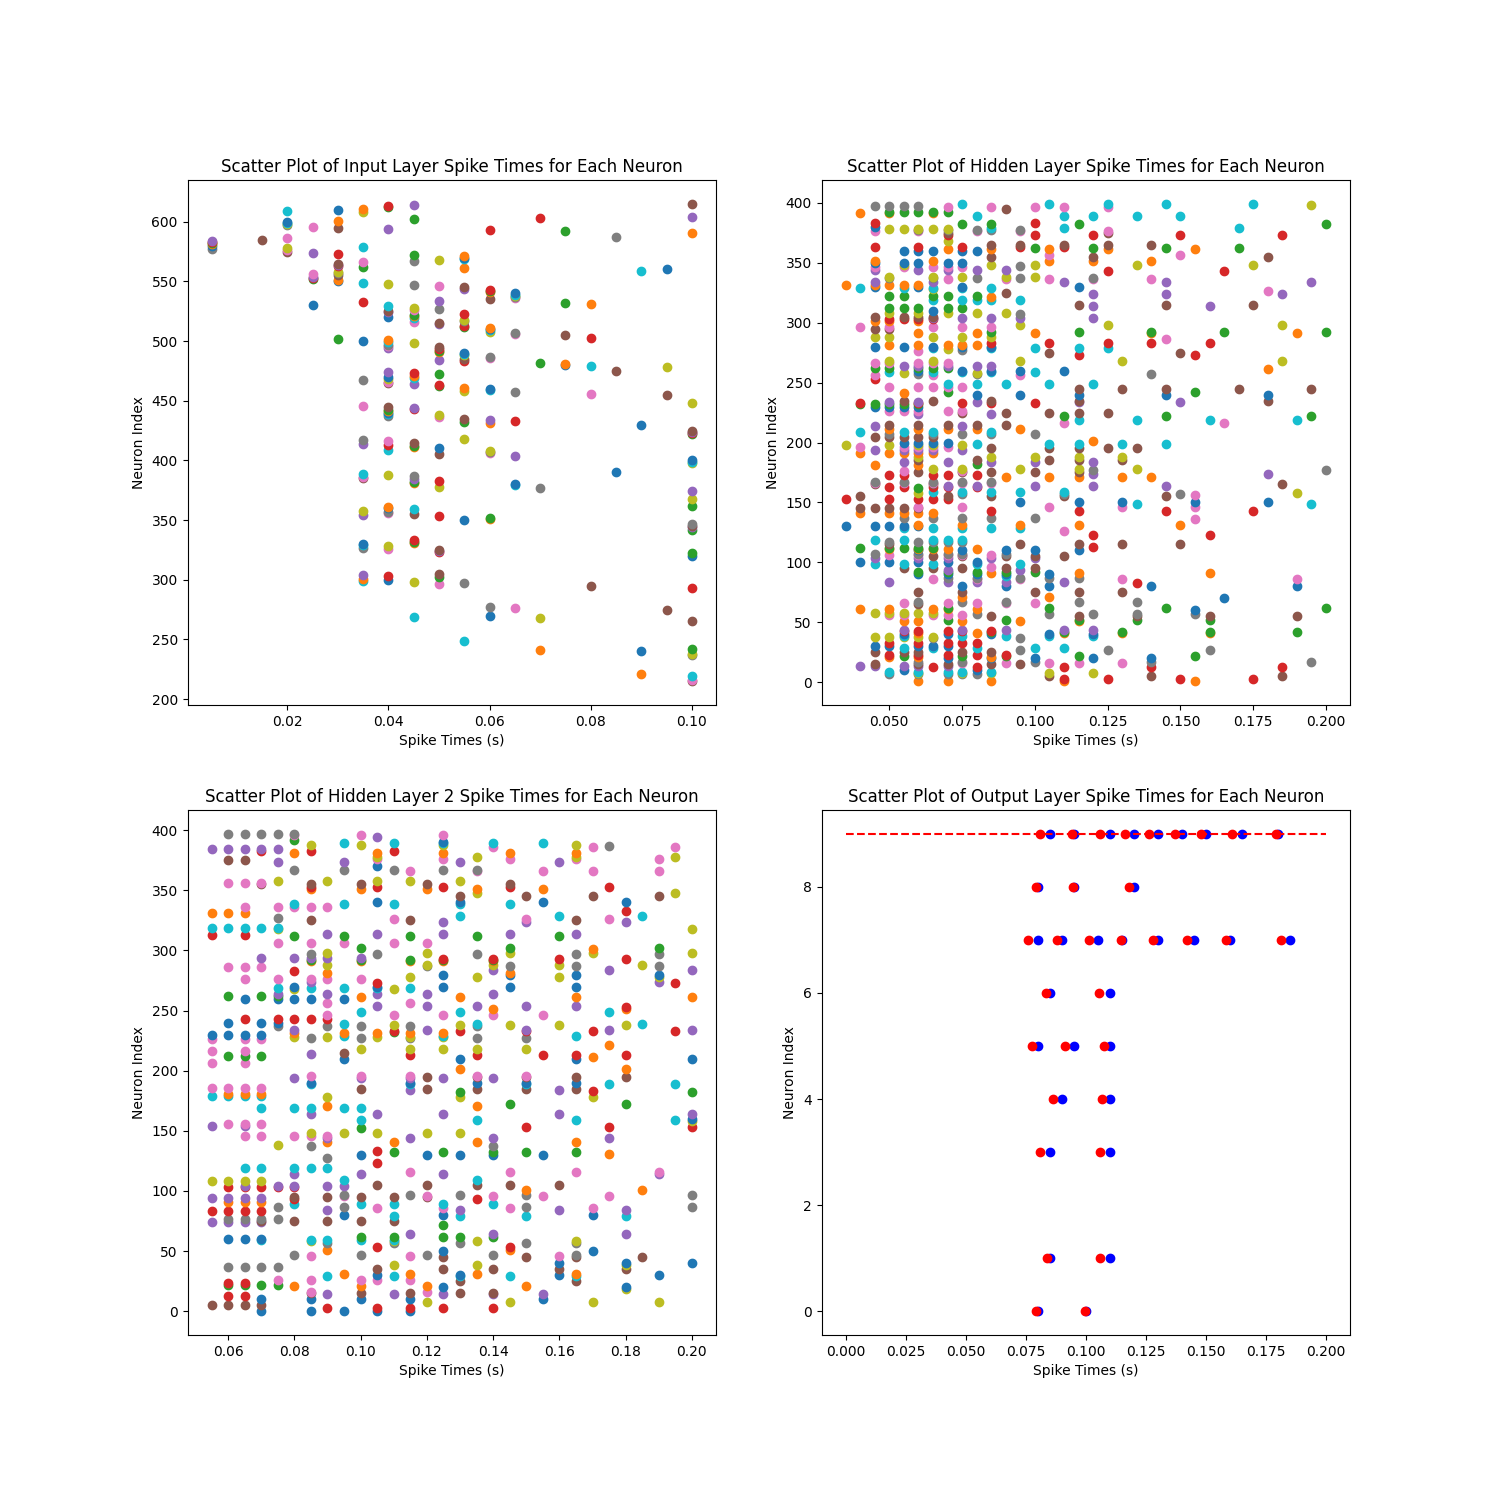 Scatter Plot of Input Layer Spike Times for Each Neuron
600
550
500
450
400
350
300
250
200
Neuron Index
0.02 0.04 0.06 0.08 0.10
Spike Times (s)
Scatter Plot of Hidden Layer Spike Times for Each Neuron
400
350
300
250
200
150
100
50
0
Neuron Index
0.050 0.075 0.100 0.125 0.150 0.175 0.200
Spike Times (s)
Scatter Plot of Hidden Layer 2 Spike Times for Each Neuron
400
350
300
250
200
150
100
50
0
Neuron Index
0.06 0.08 0.10 0.12 0.14 0.16 0.18 0.20
Spike Times (s)
Scatter Plot of Output Layer Spike Times for Each Neuron
8
6
4
2
0
Neuron Index
0.000 0.025 0.050 0.075 0.100 0.125 0.150 0.175 0.200
Spike Times (s)